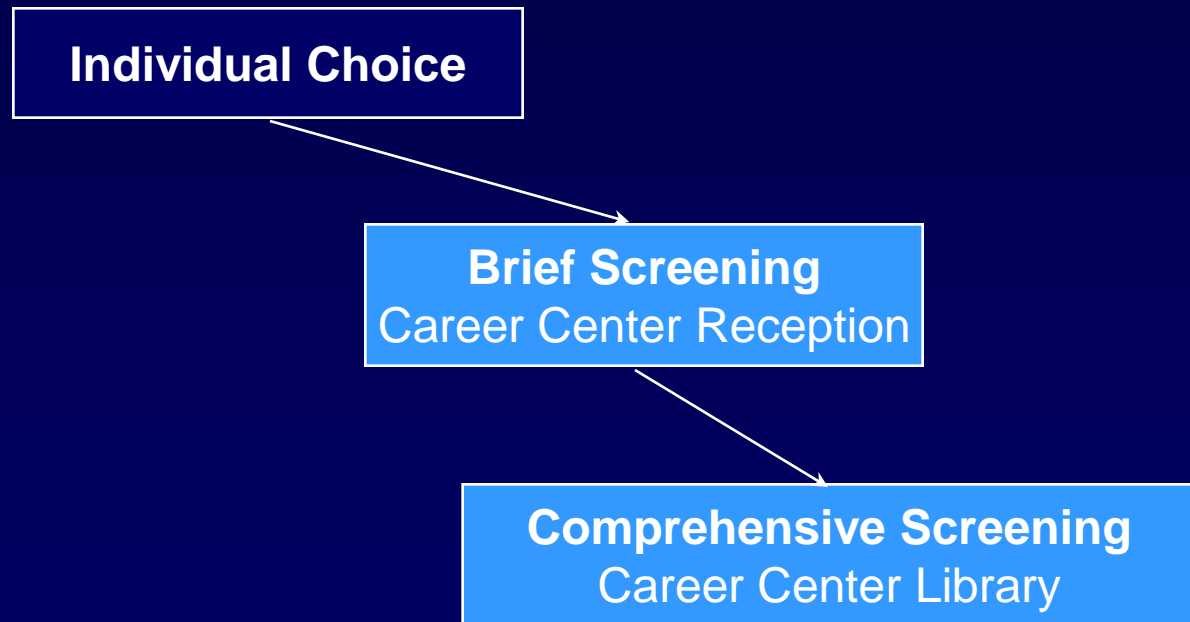 Individual Choice
Brief Screening
Career Center Reception
Comprehensive Screening
Career Center Library